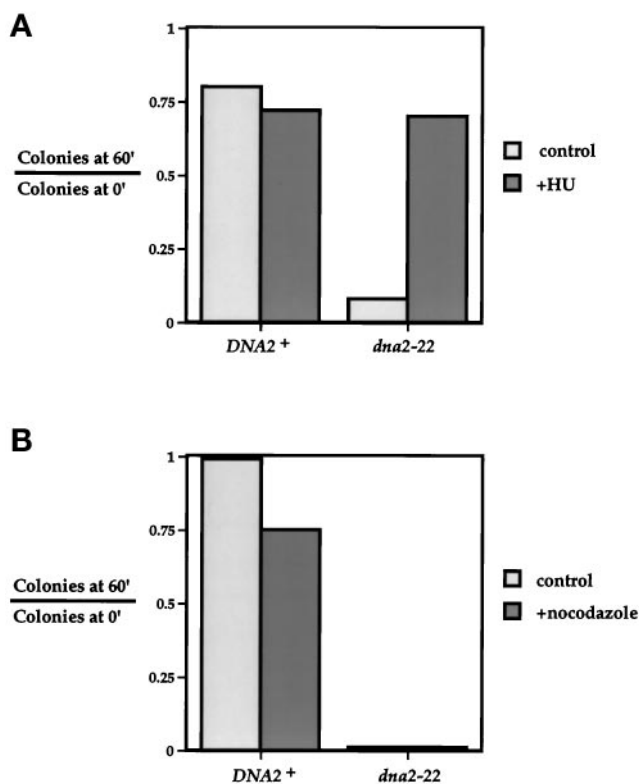 A
1
0.75
0.5
0.25
0
Colonies at 60'
Colonies at 0'
control
+HU
DNA2 + dna2-22
B
1
0.75
0.5
0.25
0
Colonies at 60'
Colonies at 0'
control
+nocodazole
DNA2 + dna2-22